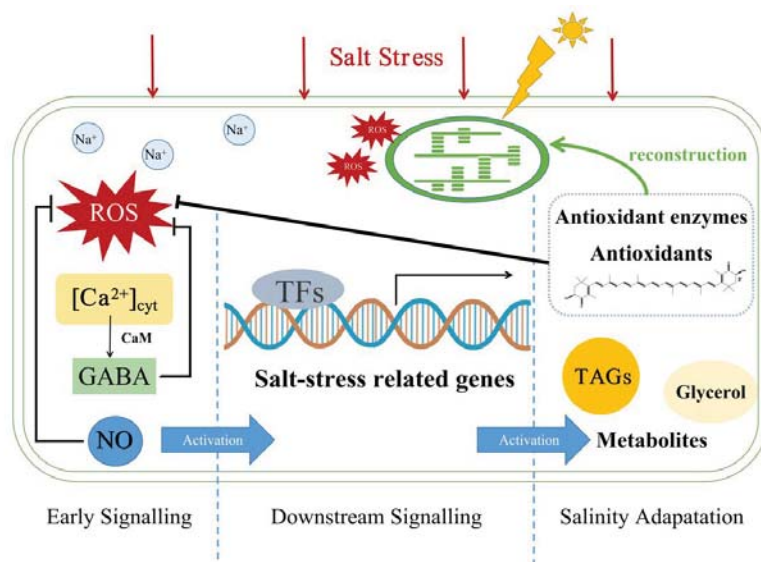 Salt Stress
Na⁺
Na⁺
Na⁺
ROS
ROS
ROS
reconstruction
Antioxidant enzymes
Antioxidants
[Ca²⁺]cyt
CaM
GABA
TFs
Salt-stress related genes
TAGs
Glycerol
NO
Activation
Activation
Metabolites
Early Signalling
Downstream Signalling
Salinity Adapatation